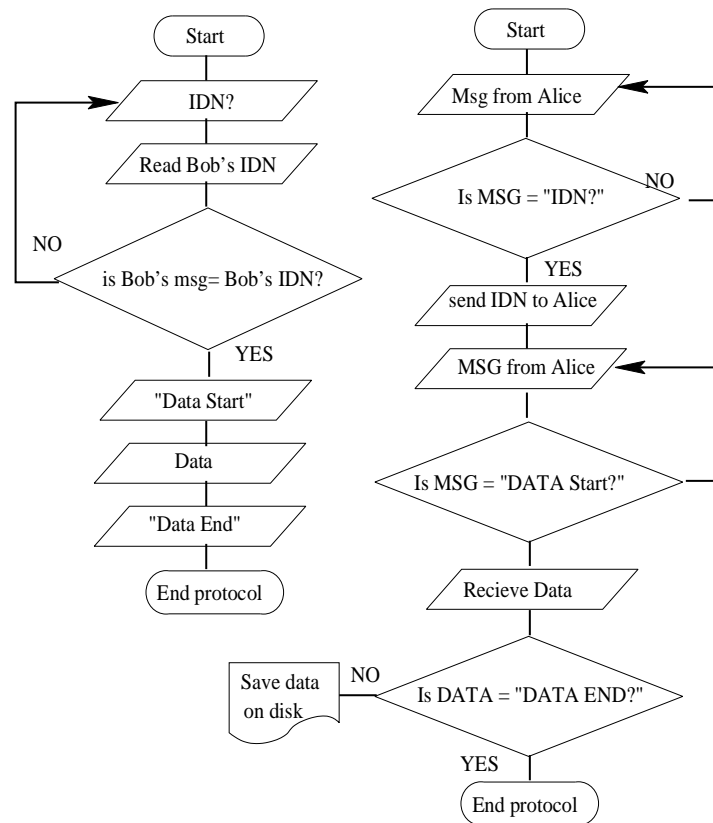 Start
IDN?
Read Bob's IDN
NO
is Bob's msg= Bob's IDN?
YES
"Data Start"
Data
"Data End"
End protocol
Start
Msg from Alice
Is MSG = "IDN?"
NO
YES
send IDN to Alice
MSG from Alice
Is MSG = "DATA Start?"
Recieve Data
Is DATA = "DATA END?"
NO
Save data
on disk
YES
End protocol